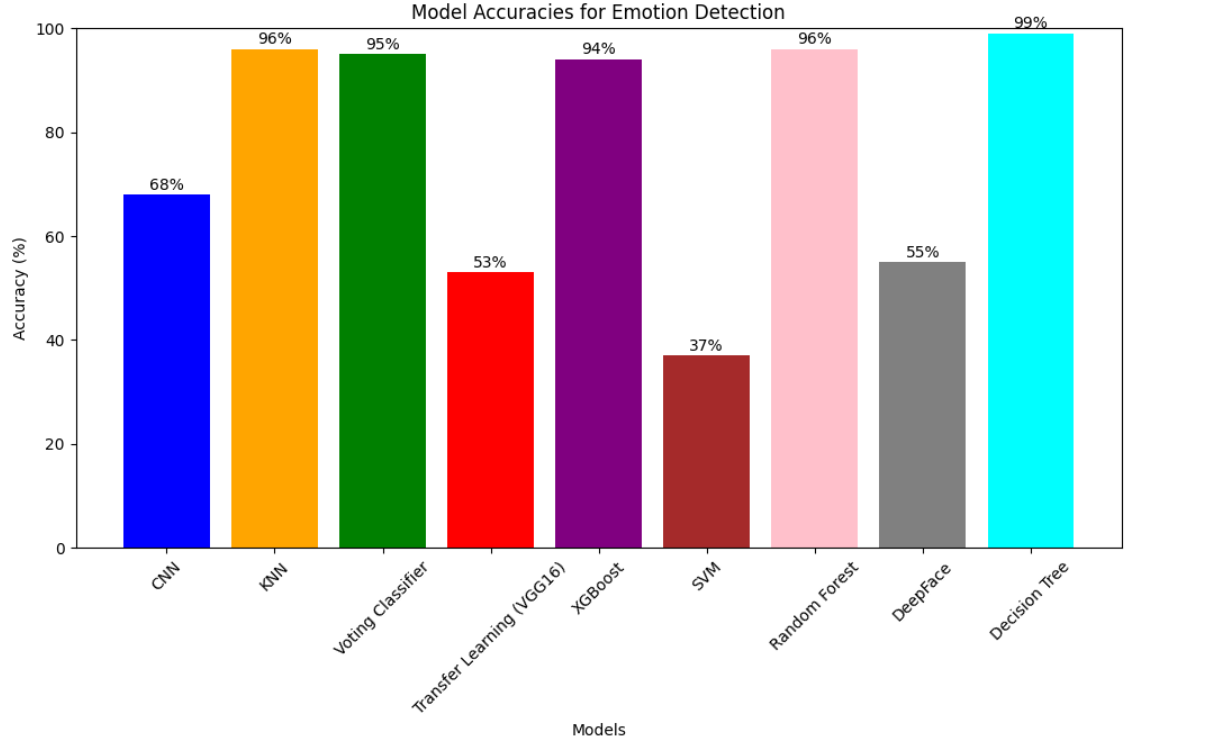 Model Accuracies for Emotion Detection
Accuracy (%)
100
80
60
40
20
0
68%
96%
95%
53%
94%
37%
96%
55%
99%
CNN
KNN
Voting Classifier
Transfer Learning (VGG16)
XGBoost
SVM
Random Forest
DeepFace
Decision Tree
Models